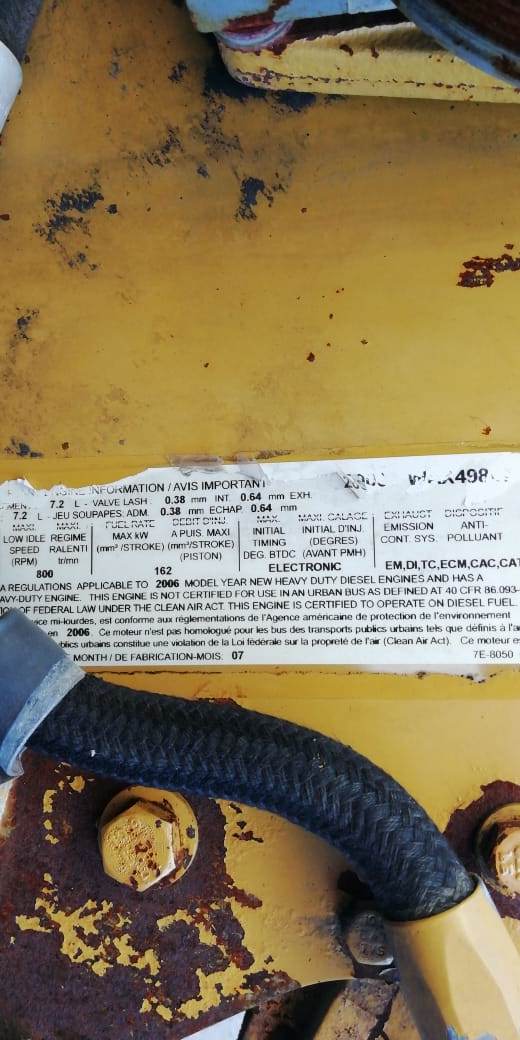 INFORMATION / AVIS IMPORTANT
7.2 L - VALVE LASH: 0.38 mm INT. 0.64 mm EXH.
7.2 L - JEU SOUPAPES: ADM. 0.38 mm ECHAP. 0.64 mm
MAXI. MAXI. FUEL RATE DEBIT D'INJ. MAX. MAXI. CALAGE EXHAUST DISPOSITIF
LOW IDLE REGIME MAX kW A PUIS. MAXI INITIAL INITIAL D'INJ. EMISSION ANTI-
SPEED RALENTI (mm³/STROKE) (mm³/STROKE) TIMING (DEGRES) CONT. SYS. POLLUANT
(RPM) tr/mn (PISTON) DEG. BTDC (AVANT PMH)
800 162 ELECTRONIC EM,DI,TC,ECM,CAC,CAT
A REGULATIONS APPLICABLE TO 2006 MODEL YEAR NEW HEAVY DUTY DIESEL ENGINES AND HAS A
AVY-DUTY ENGINE. THIS ENGINE IS NOT CERTIFIED FOR USE IN AN URBAN BUS AS DEFINED AT 40 CFR 86.093-
OF FEDERAL LAW UNDER THE CLEAN AIR ACT. THIS ENGINE IS CERTIFIED TO OPERATE ON DIESEL FUEL.
vice mi-lourdes, est conforme aux réglementations de l'Agence américaine de protection de l'environnement
en 2006. Ce moteur n'est pas homologué pour les bus des transports publics urbains tels que définis à l'a
blics urbains constitue une violation de la Loi fédérale sur la propreté de l'air (Clean Air Act). Ce moteur e
MONTH / DE FABRICATION-MOIS: 07 7E-8050